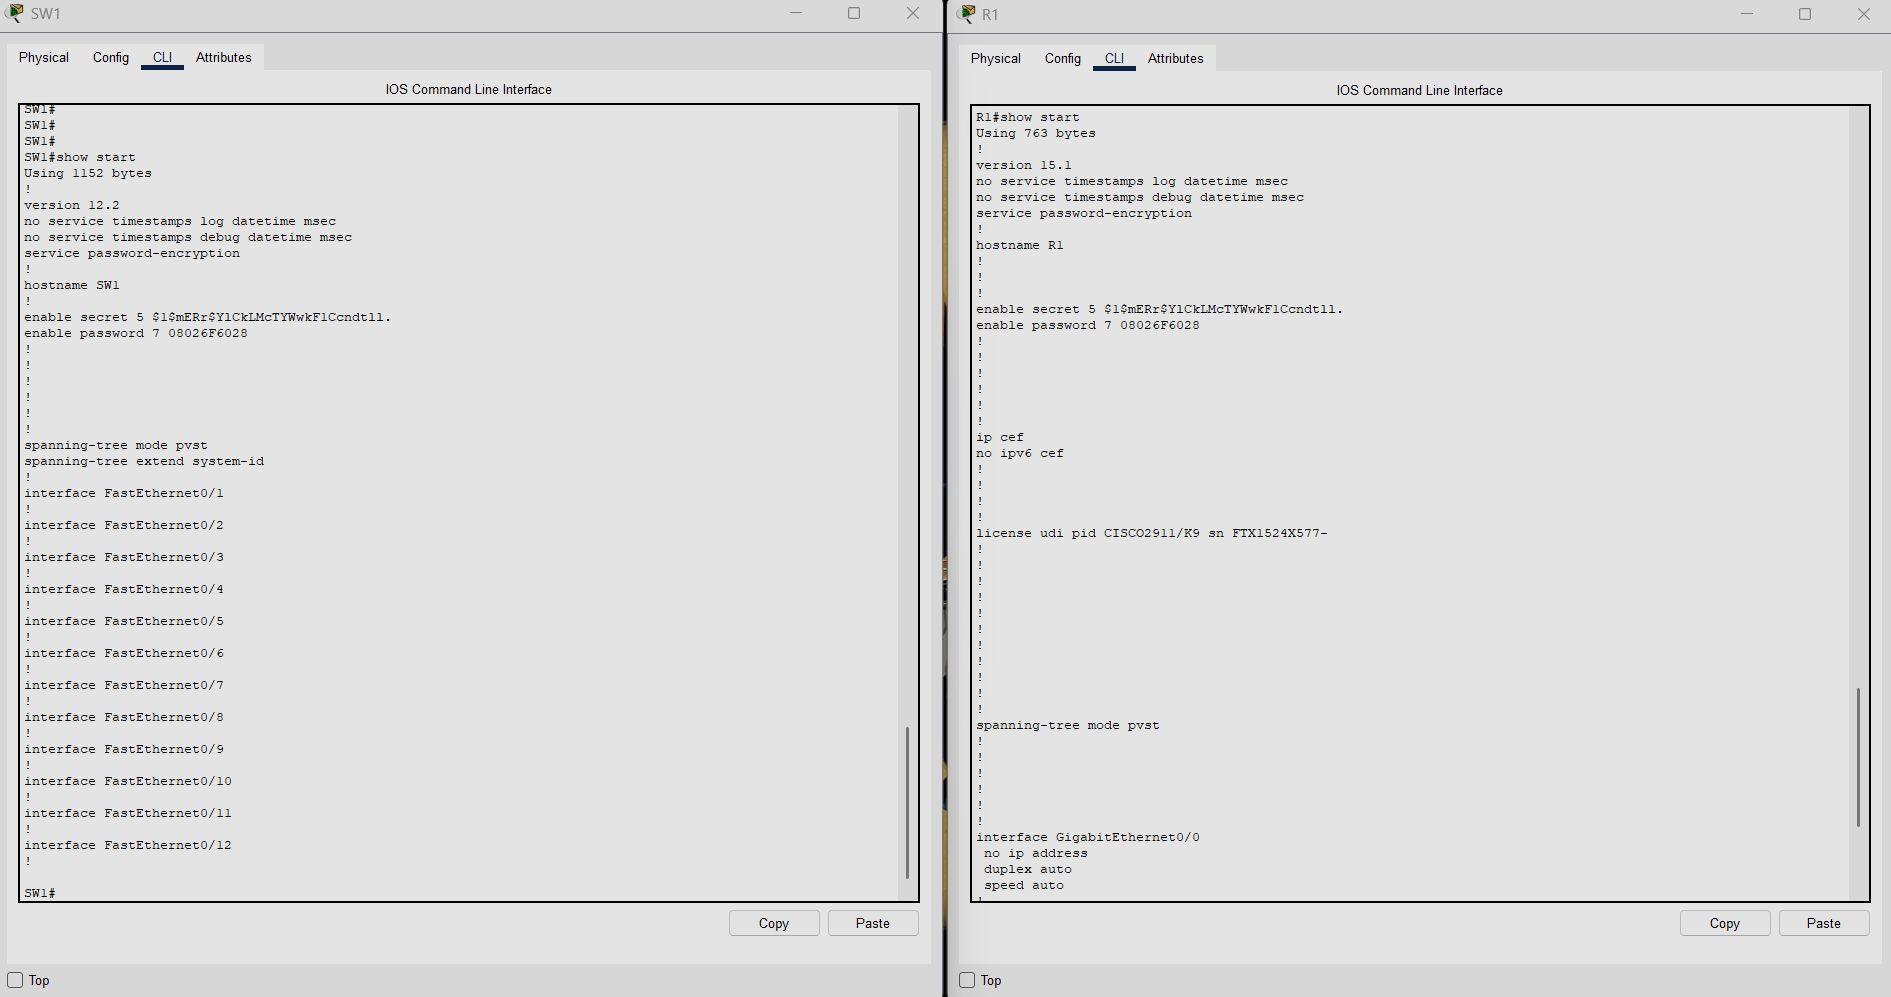 SW1
Physical Config CLI Attributes
IOS Command Line Interface
SW1#
SW1#
SW1#
SW1#show start
Using 1152 bytes
!
version 12.2
no service timestamps log datetime msec
no service timestamps debug datetime msec
service password-encryption
!
hostname SW1
!
enable secret 5 $1$mERr$YlCkLMcTYWwkF1Ccndtll.
enable password 7 08026F6028
!
!
!
!
!
!
spanning-tree mode pvst
spanning-tree extend system-id
!
interface FastEthernet0/1
!
interface FastEthernet0/2
!
interface FastEthernet0/3
!
interface FastEthernet0/4
!
interface FastEthernet0/5
!
interface FastEthernet0/6
!
interface FastEthernet0/7
!
interface FastEthernet0/8
!
interface FastEthernet0/9
!
interface FastEthernet0/10
!
interface FastEthernet0/11
!
interface FastEthernet0/12
!
SW1#
Copy Paste
Top
R1
Physical Config CLI Attributes
IOS Command Line Interface
R1#show start
Using 763 bytes
!
version 15.1
no service timestamps log datetime msec
no service timestamps debug datetime msec
service password-encryption
!
hostname R1
!
!
!
enable secret 5 $1$mERr$YlCkLMcTYWwkF1Ccndtll.
enable password 7 08026F6028
!
!
!
!
!
!
ip cef
no ipv6 cef
!
!
!
!
license udi pid CISCO2911/K9 sn FTX1524X577-
!
!
!
!
!
!
!
!
!
!
!
spanning-tree mode pvst
!
!
!
!
!
!
interface GigabitEthernet0/0
no ip address
duplex auto
speed auto
!
Copy Paste
Top